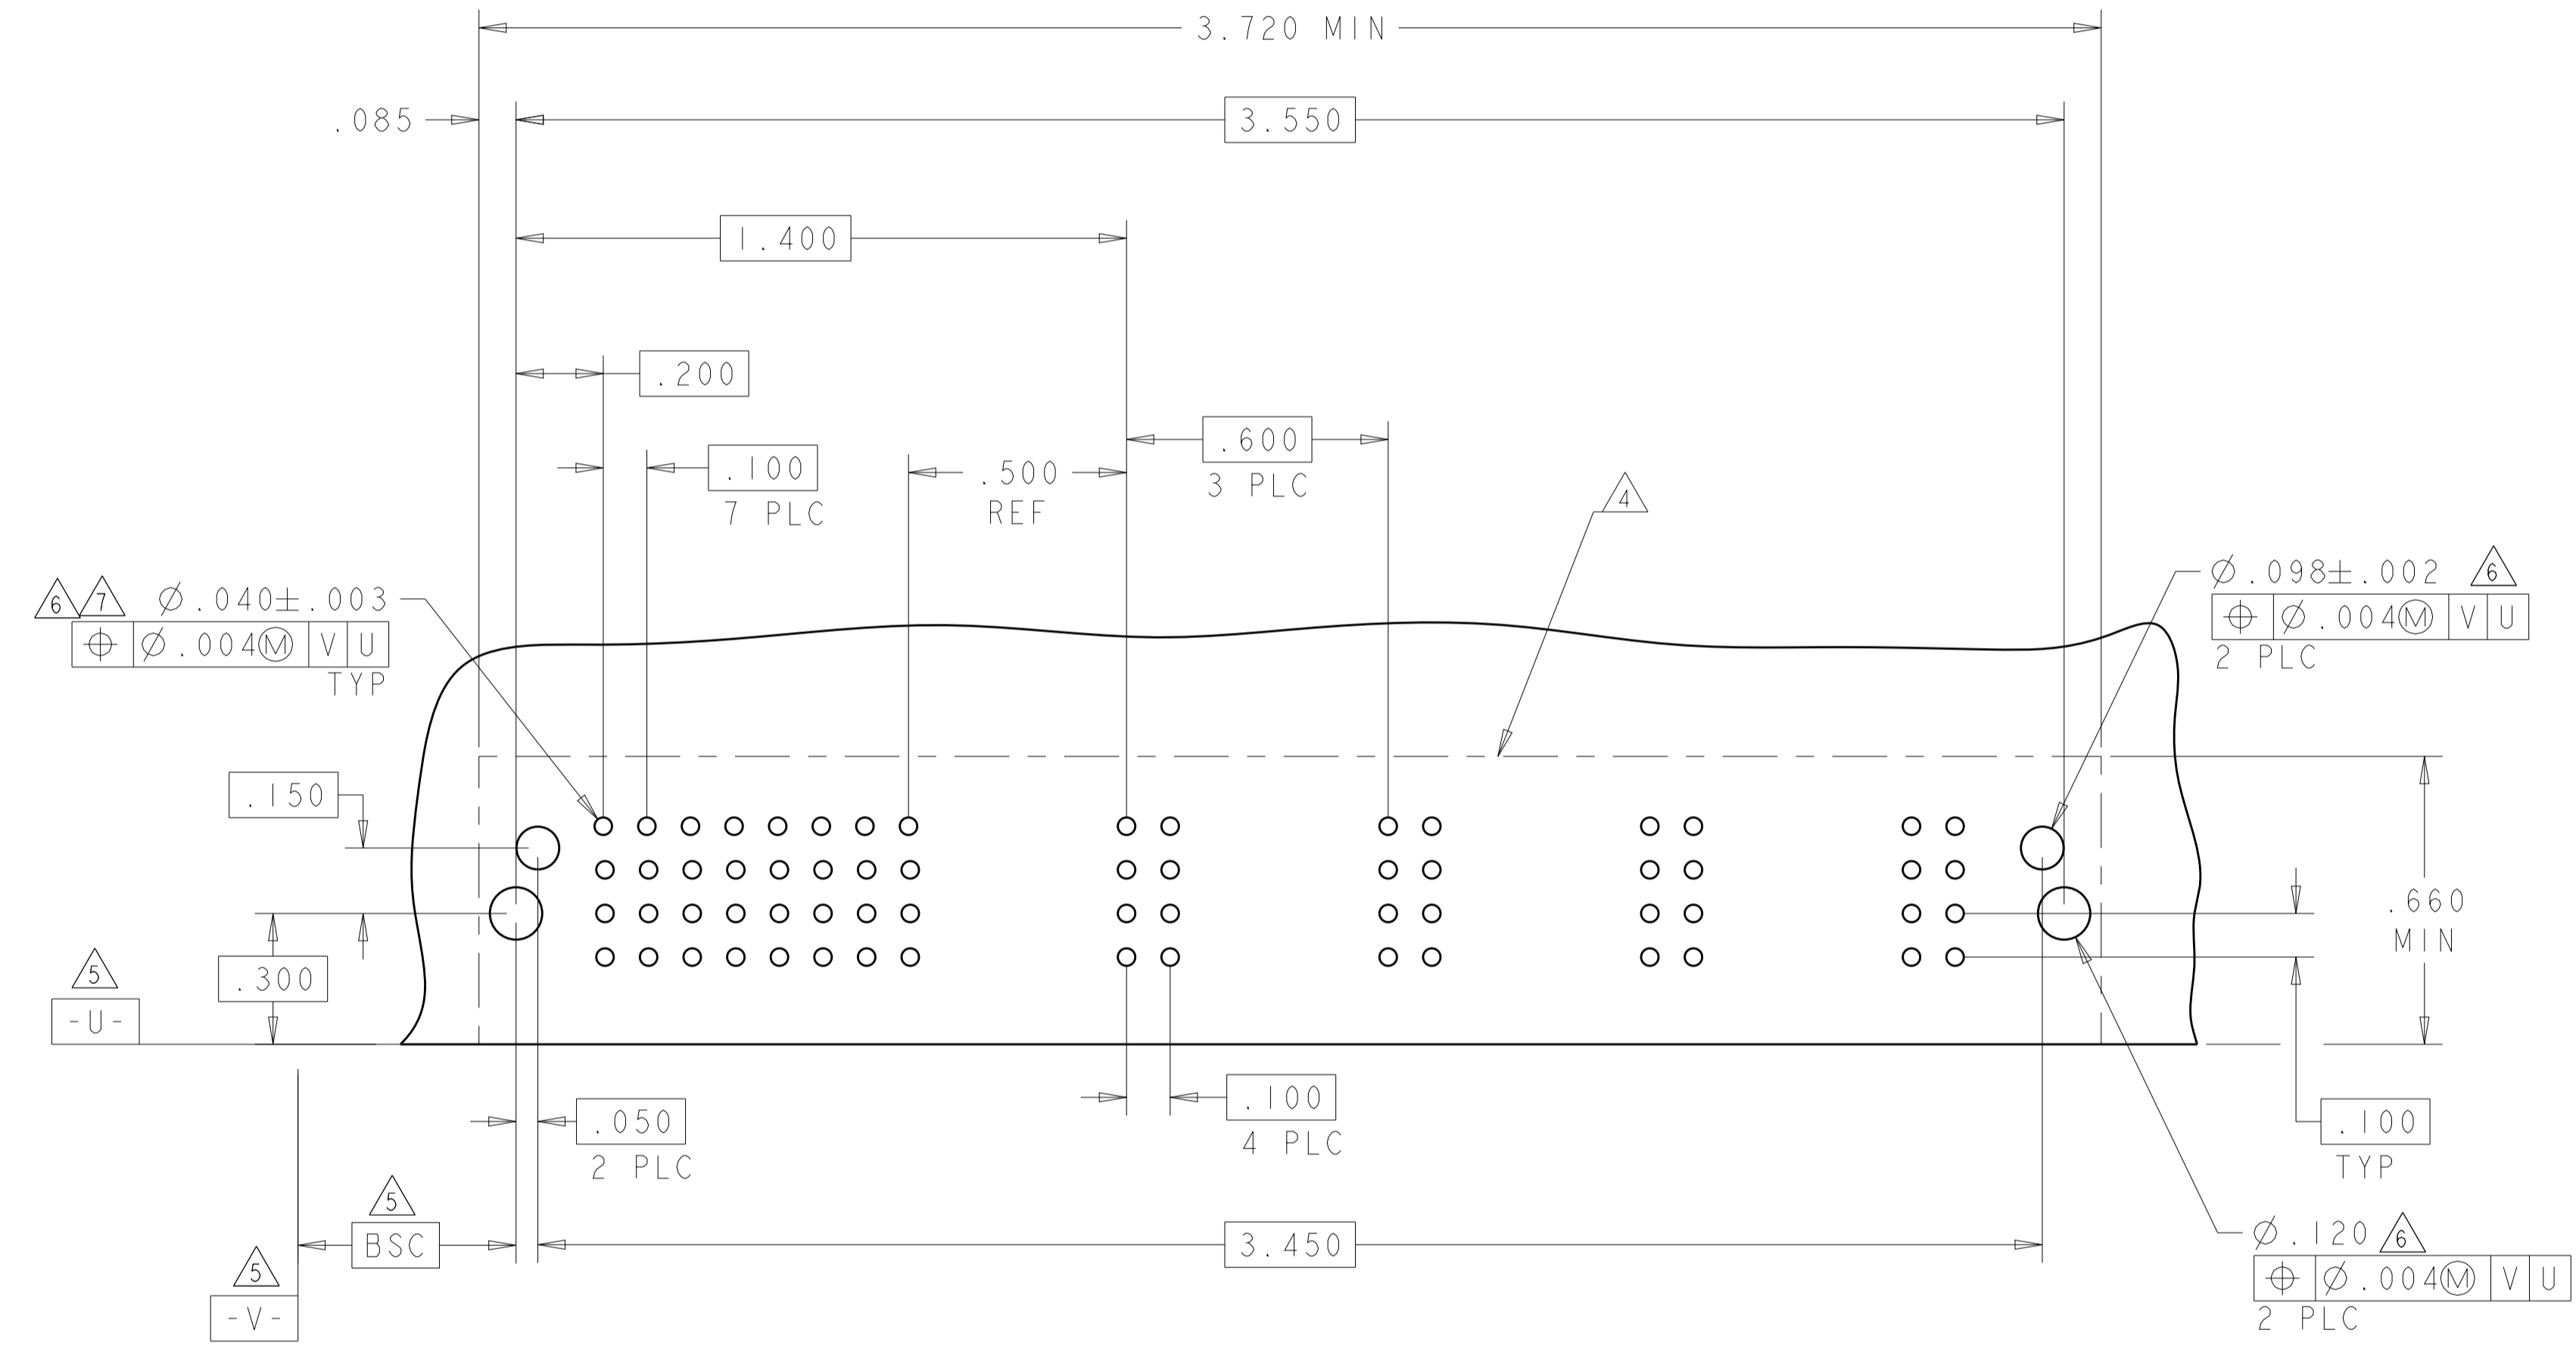 3.720 MIN
.085
3.550
1.400
.200
.600
3 PLC
.100
7 PLC
.500
REF
4
6 7 Ø.040±.003
⌖ Ø.004Ⓜ V U
TYP
Ø.098±.002 6
⌖ Ø.004Ⓜ V U
2 PLC
.150
.660
MIN
.300
5
-U-
.050
2 PLC
.100
4 PLC
.100
TYP
5
BSC
3.450
5
-V-
Ø.120 6
⌖ Ø.004Ⓜ V U
2 PLC